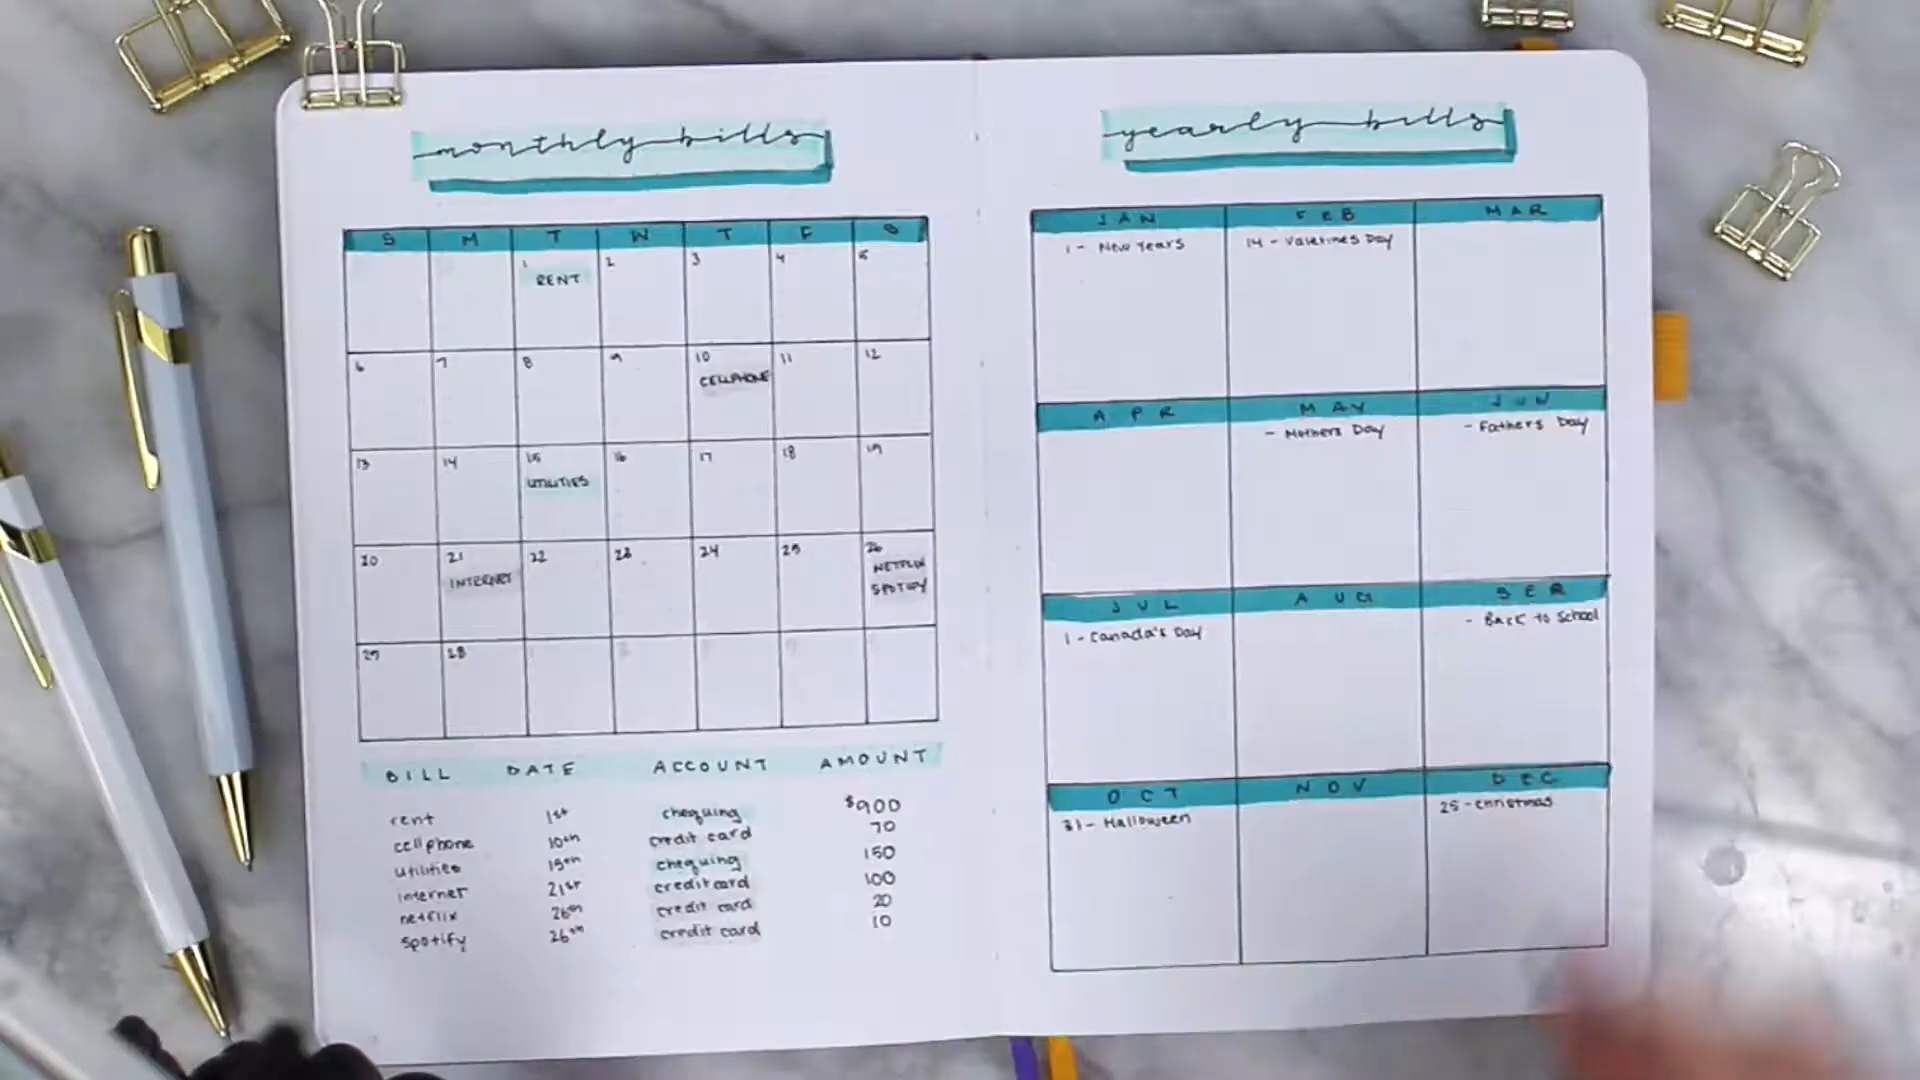 monthly bills
S M T W T F S
1 2 3 4 5
RENT
6 7 8 9 10 11 12
CELLPHONE
13 14 15 16 17 18 19
UTILITIES
20 21 22 23 24 25 26
INTERNET NETFLIX
SPOTIFY
27 28
BILL DATE ACCOUNT AMOUNT
rent 1st chequing $900
cellphone 10th credit card 70
utilities 15th chequing 150
internet 21st credit card 100
netflix 26th credit card 20
spotify 26th credit card 10
yearly bills
JAN FEB MAR
1 - New Years 14 - Valetines Day
APR MAY JUN
- Mothers Day - Fathers Day
JUL AUG SER
1 - Canada's Day - Back to School
OCT NOV DEC
31 - Halloween 25 - Christmas